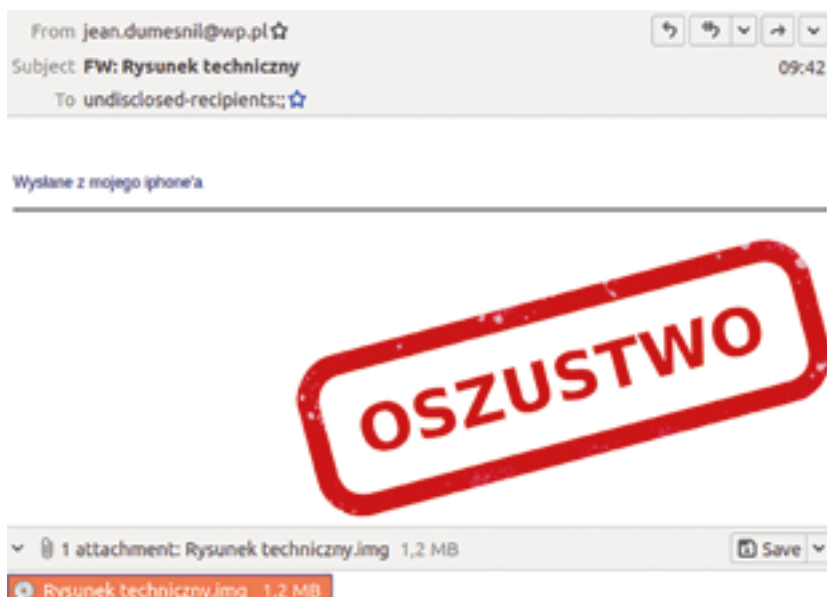 From jean.dumesnil@wp.pl
Subject FW: Rysunek techniczny
09:42
To undisclosed-recipients:;
Wysłane z mojego iphone'a
OSZUSTWO
1 attachment: Rysunek techniczny.img 1,2 MB
Save
Rysunek techniczny.img 1,2 MB